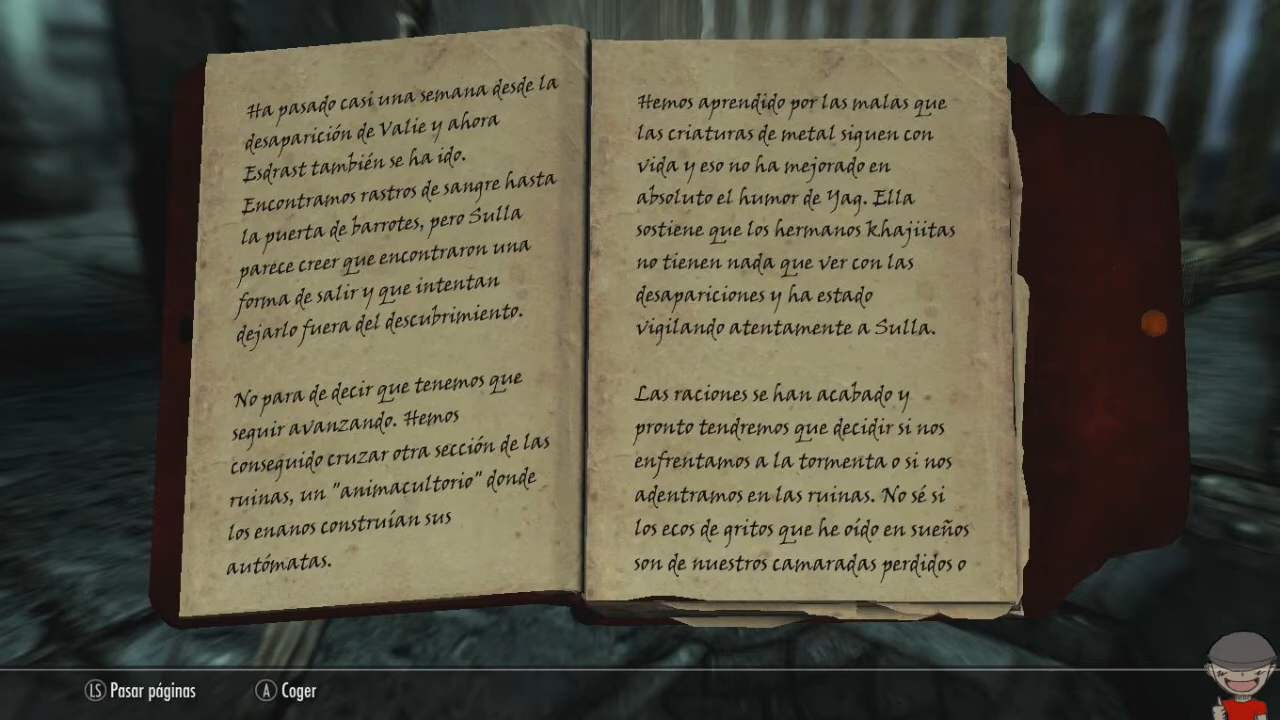 Ha pasado casi una semana desde la
desaparición de Valie y ahora
Esdrast también se ha ido.
Encontramos rastros de sangre hasta
la puerta de barrotes, pero Sulla
parece creer que encontraron una
forma de salir y que intentan
dejarlo fuera del descubrimiento.
No para de decir que tenemos que
seguir avanzando. Hemos
conseguido cruzar otra sección de las
ruinas, un "animacultorio" donde
los enanos construían sus
autómatas.
Hemos aprendido por las malas que
las criaturas de metal siguen con
vida y eso no ha mejorado en
absoluto el humor de Yag. Ella
sostiene que los hermanos khajiitas
no tienen nada que ver con las
desapariciones y ha estado
vigilando atentamente a Sulla.
Las raciones se han acabado y
pronto tendremos que decidir si nos
enfrentamos a la tormenta o si nos
adentramos en las ruinas. No sé si
los ecos de gritos que he oído en sueños
son de nuestros camaradas perdidos o
LS Pasar páginas
A Coger